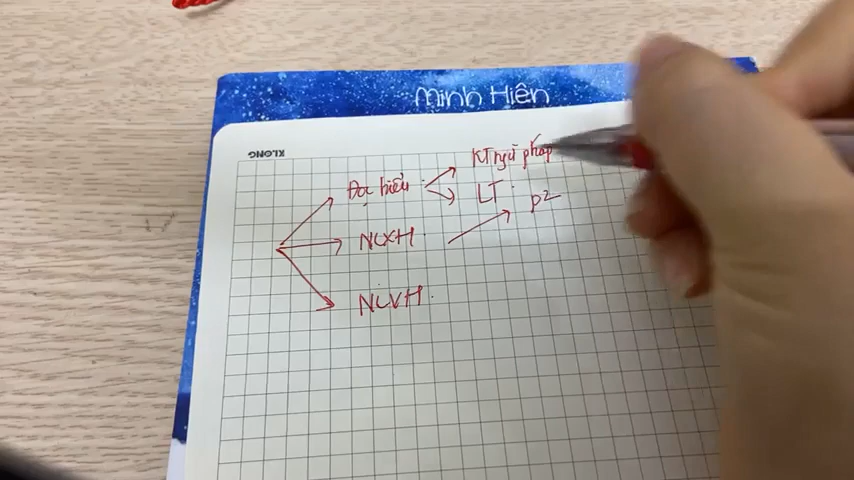 Minh Hiên
KLONG
Đọc hiểu
KT ngữ pháp
LT
NLXH
p2
NLVH